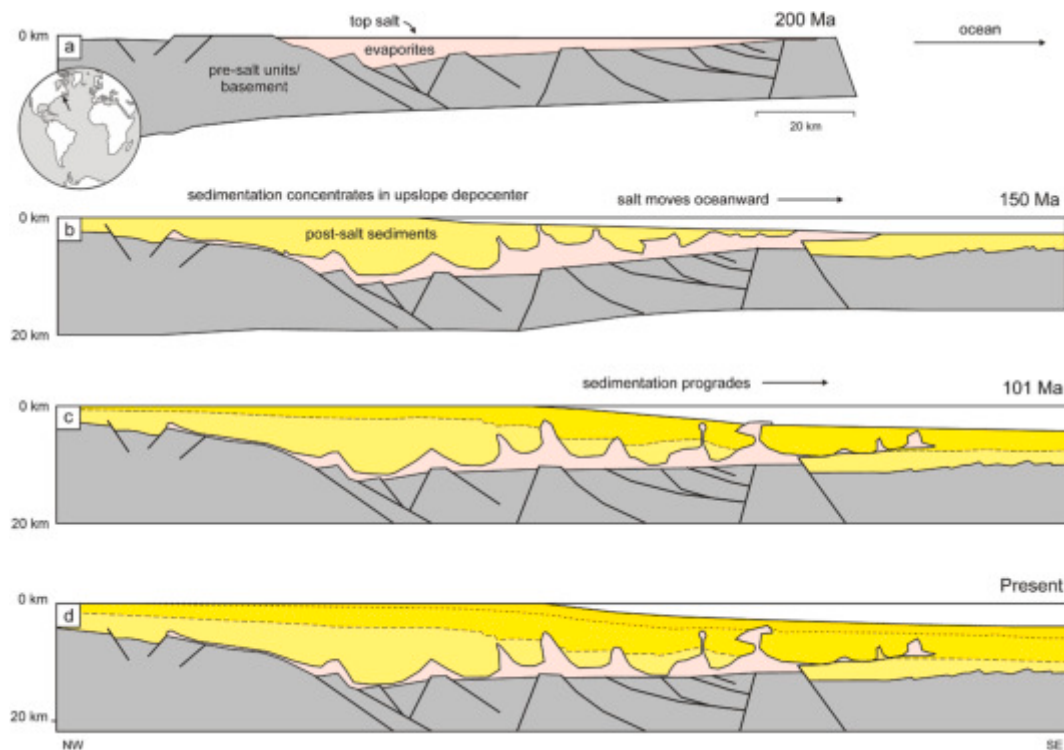 top salt
200 Ma
ocean
0 km
a
evaporites
pre-salt units/
basement
20 km
sedimentation concentrates in upslope depocenter
salt moves oceanward
150 Ma
0 km
b
post-salt sediments
20 km
sedimentation progrades
101 Ma
0 km
c
20 km
Present
0 km
d
20 km
NW
SE